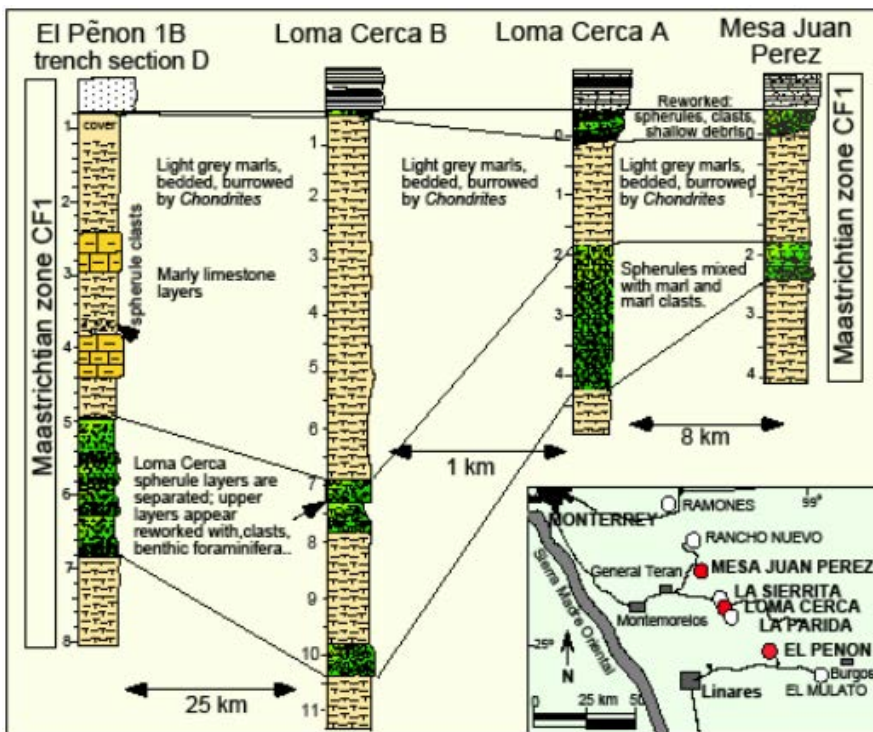 El Pẽnon 1B
trench section D
Loma Cerca B
Loma Cerca A
Mesa Juan
Perez
Maastrichtian zone CF1
cover
1
2
3
4
5
6
7
8
Light grey marls,
bedded, burrowed
by Chondrites
spherule clasts
Marly limestone
layers
Loma Cerca
spherule layers are
separated; upper
layers appear
reworked with,clasts,
benthic foraminifera..
25 km
1
2
3
4
5
6
7
8
9
10
11
Light grey marls,
bedded, burrowed
by Chondrites
1 km
0
1
2
3
4
Reworked:
spherules, clasts,
shallow debris
Light grey marls,
bedded, burrowed
by Chondrites
Spherules mixed
with marl and
marl clasts.
8 km
0
1
2
3
4
Maastrichtian zone CF1
99°
MONTERREY
RAMONES
RANCHO NUEVO
General Teran
MESA JUAN PEREZ
LA SIERRITA
LOMA CERCA
Montemorelos
LA PARIDA
Sierra Madre Oriental
25°
N
EL PENON
Burgos
Linares
EL MULATO
0 25 km 50